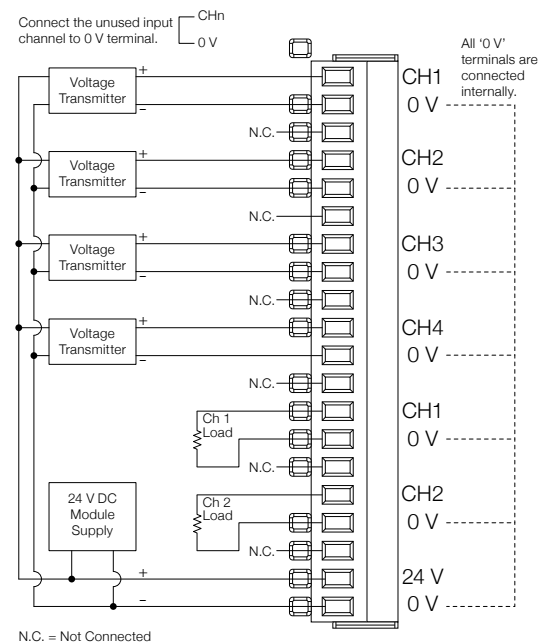 Connect the unused input
channel to 0 V terminal.
CHn
0 V
All ‘0 V’
terminals are
connected
internally.
Voltage
Transmitter
+
–
CH1
0 V
N.C.
Voltage
Transmitter
+
–
CH2
0 V
N.C.
Voltage
Transmitter
+
–
CH3
0 V
N.C.
Voltage
Transmitter
+
–
CH4
0 V
N.C.
Ch 1
Load
CH1
0 V
N.C.
24 V DC
Module
Supply
Ch 2
Load
CH2
0 V
N.C.
+
24 V
–
0 V
N.C. = Not Connected